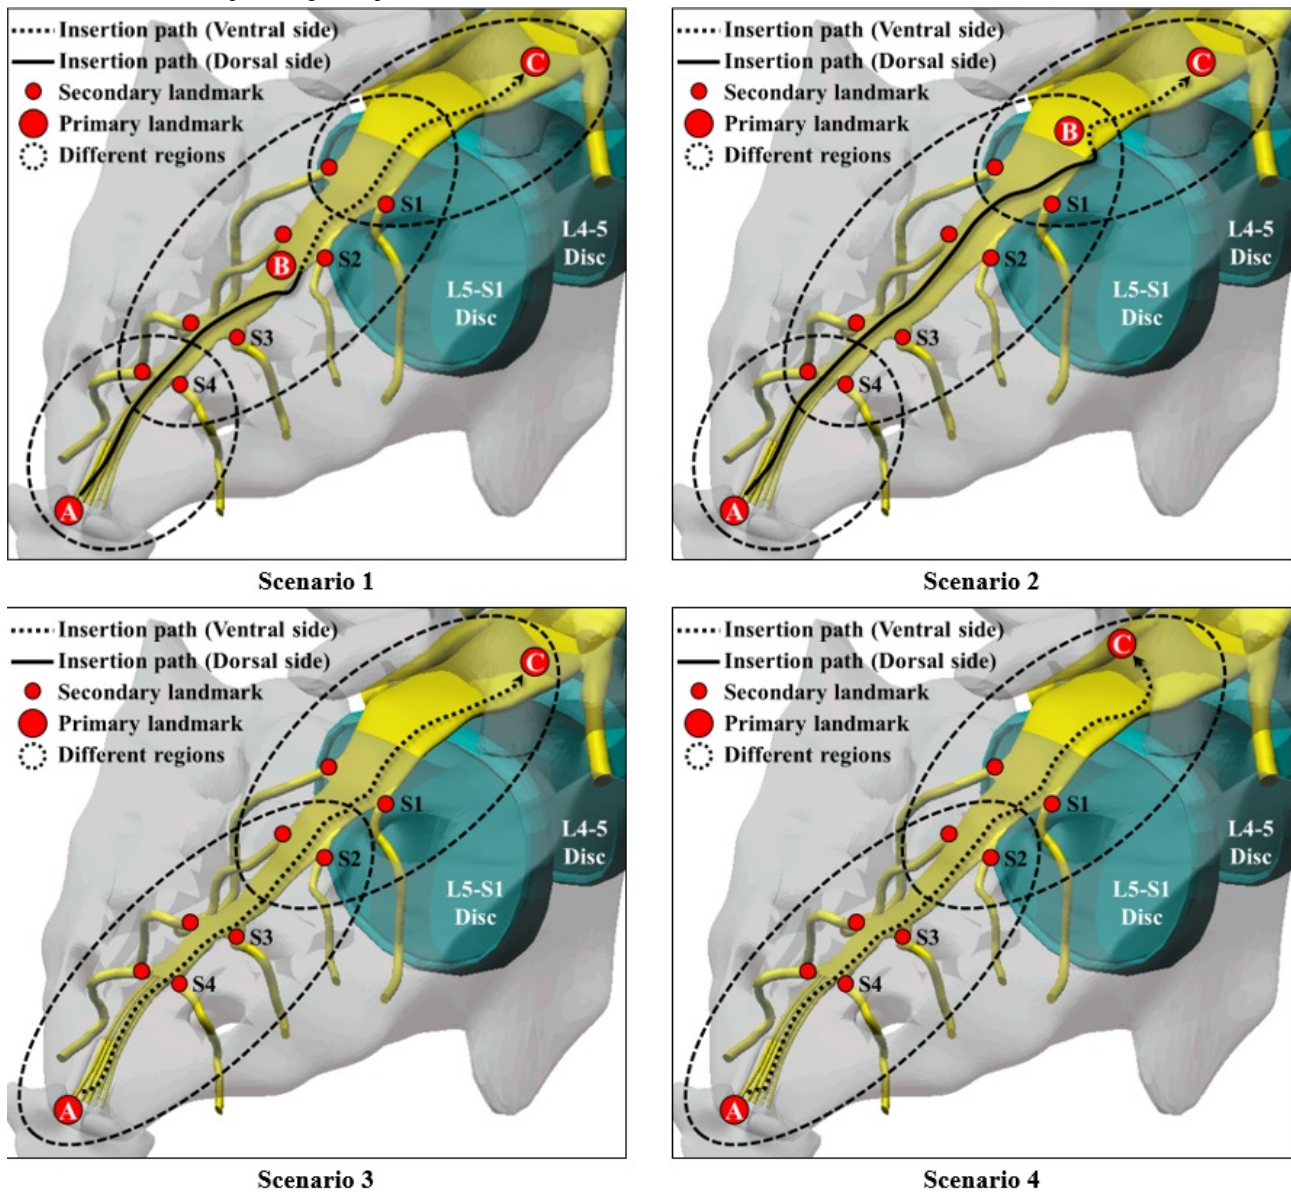 Insertion path (Ventral side)
Insertion path (Dorsal side)
Secondary landmark
Primary landmark
Different regions
C
S1
B
S2
S3
S4
A
L4-5
Disc
L5-S1
Disc
Scenario 1
Insertion path (Ventral side)
Insertion path (Dorsal side)
Secondary landmark
Primary landmark
Different regions
C
B
S1
S2
S3
S4
A
L4-5
Disc
L5-S1
Disc
Scenario 2
Insertion path (Ventral side)
Insertion path (Dorsal side)
Secondary landmark
Primary landmark
Different regions
C
S1
S2
S3
S4
A
L4-5
Disc
L5-S1
Disc
Scenario 3
Insertion path (Ventral side)
Insertion path (Dorsal side)
Secondary landmark
Primary landmark
Different regions
C
S1
S2
S3
S4
A
L4-5
Disc
L5-S1
Disc
Scenario 4